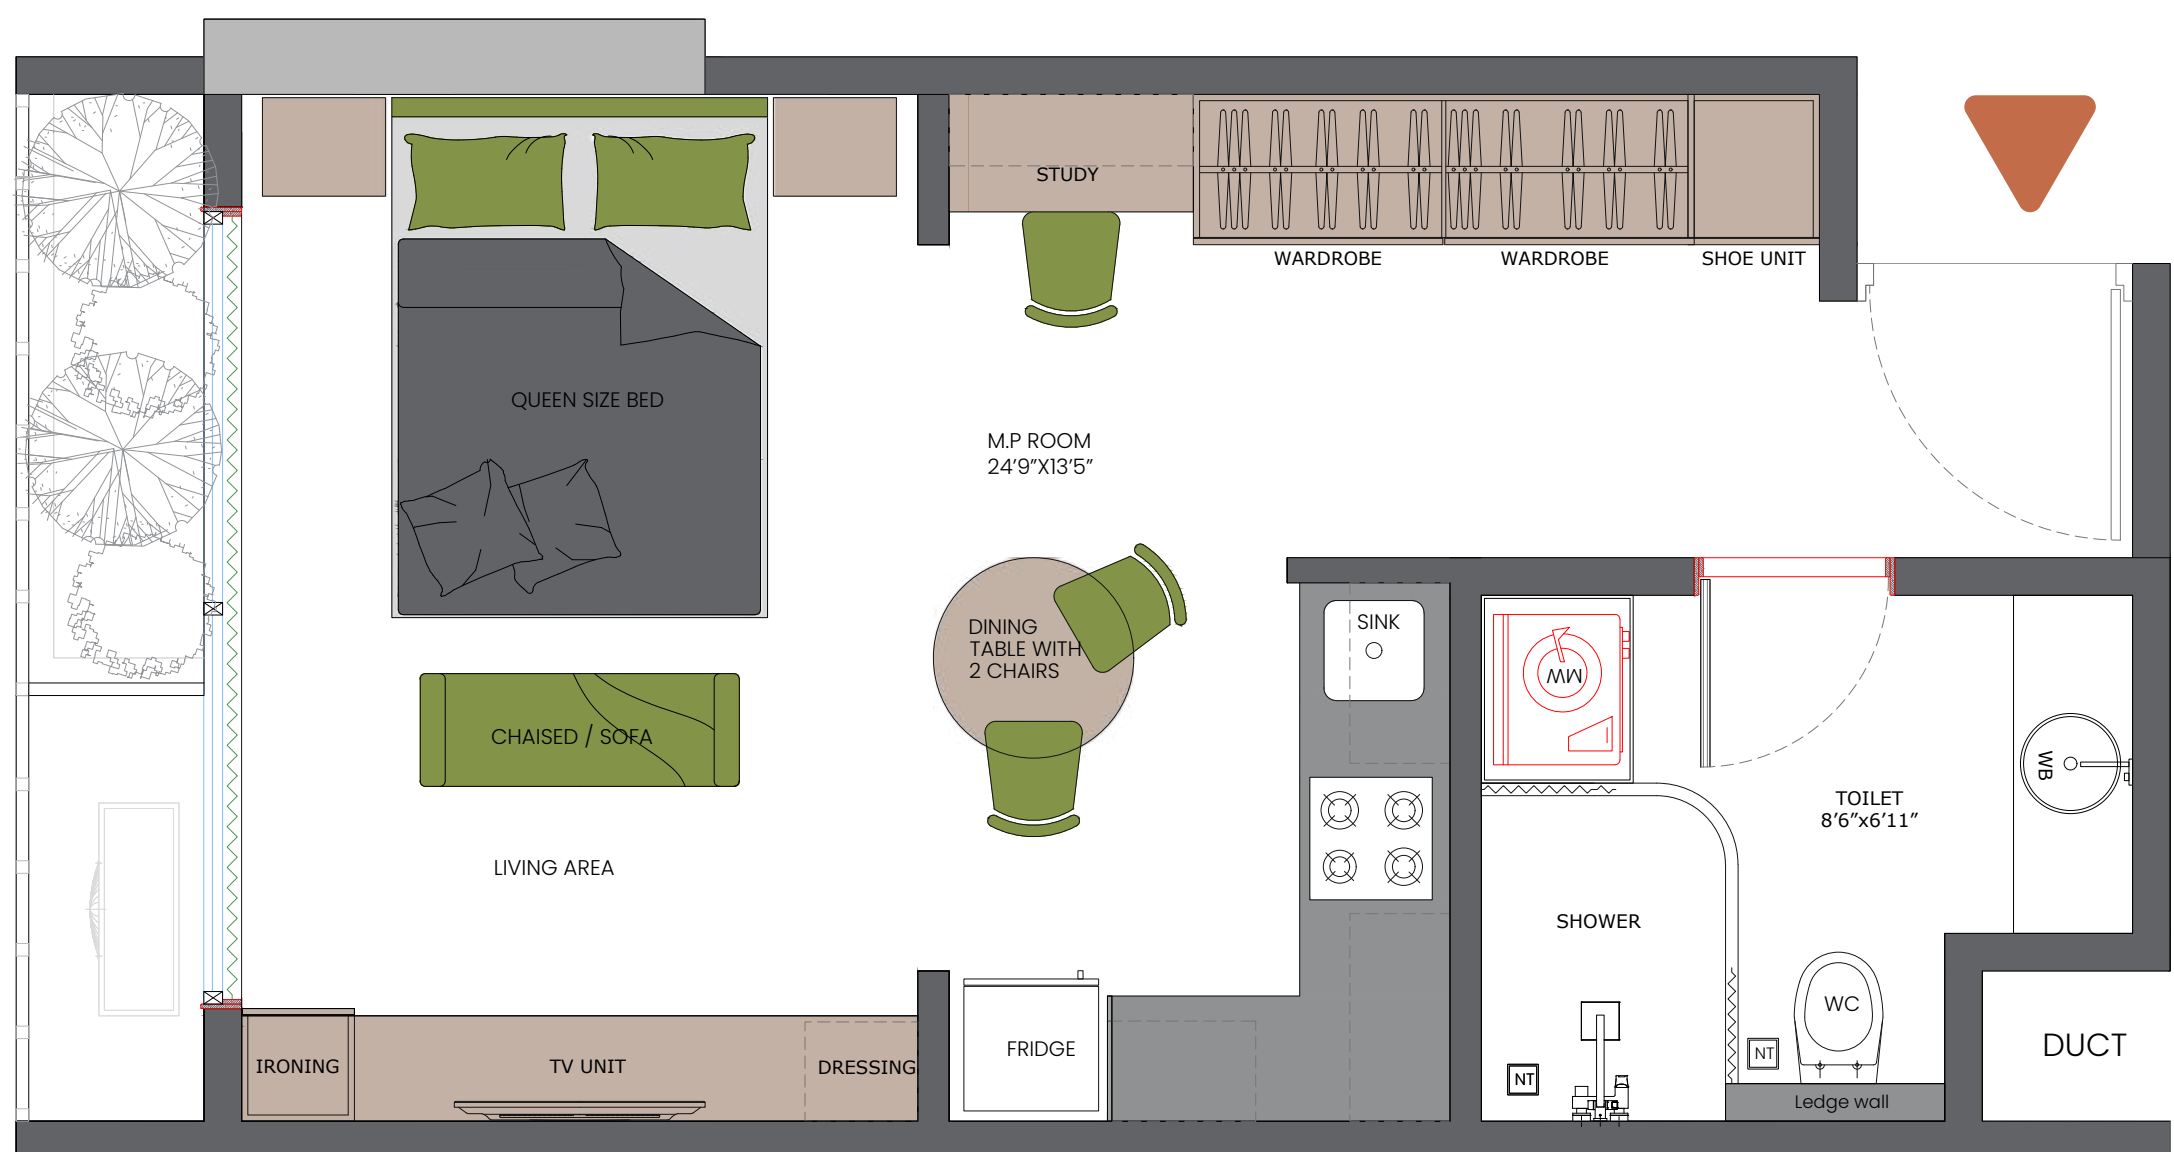 STUDY
WARDROBE
WARDROBE
SHOE UNIT
QUEEN SIZE BED
M.P ROOM
24'9"X13'5"
DINING
TABLE WITH
2 CHAIRS
SINK
MW
CHAISED / SOFA
WB
TOILET
8'6"x6'11"
LIVING AREA
SHOWER
WC
IRONING
TV UNIT
DRESSING
FRIDGE
NT
NT
DUCT
Ledge wall